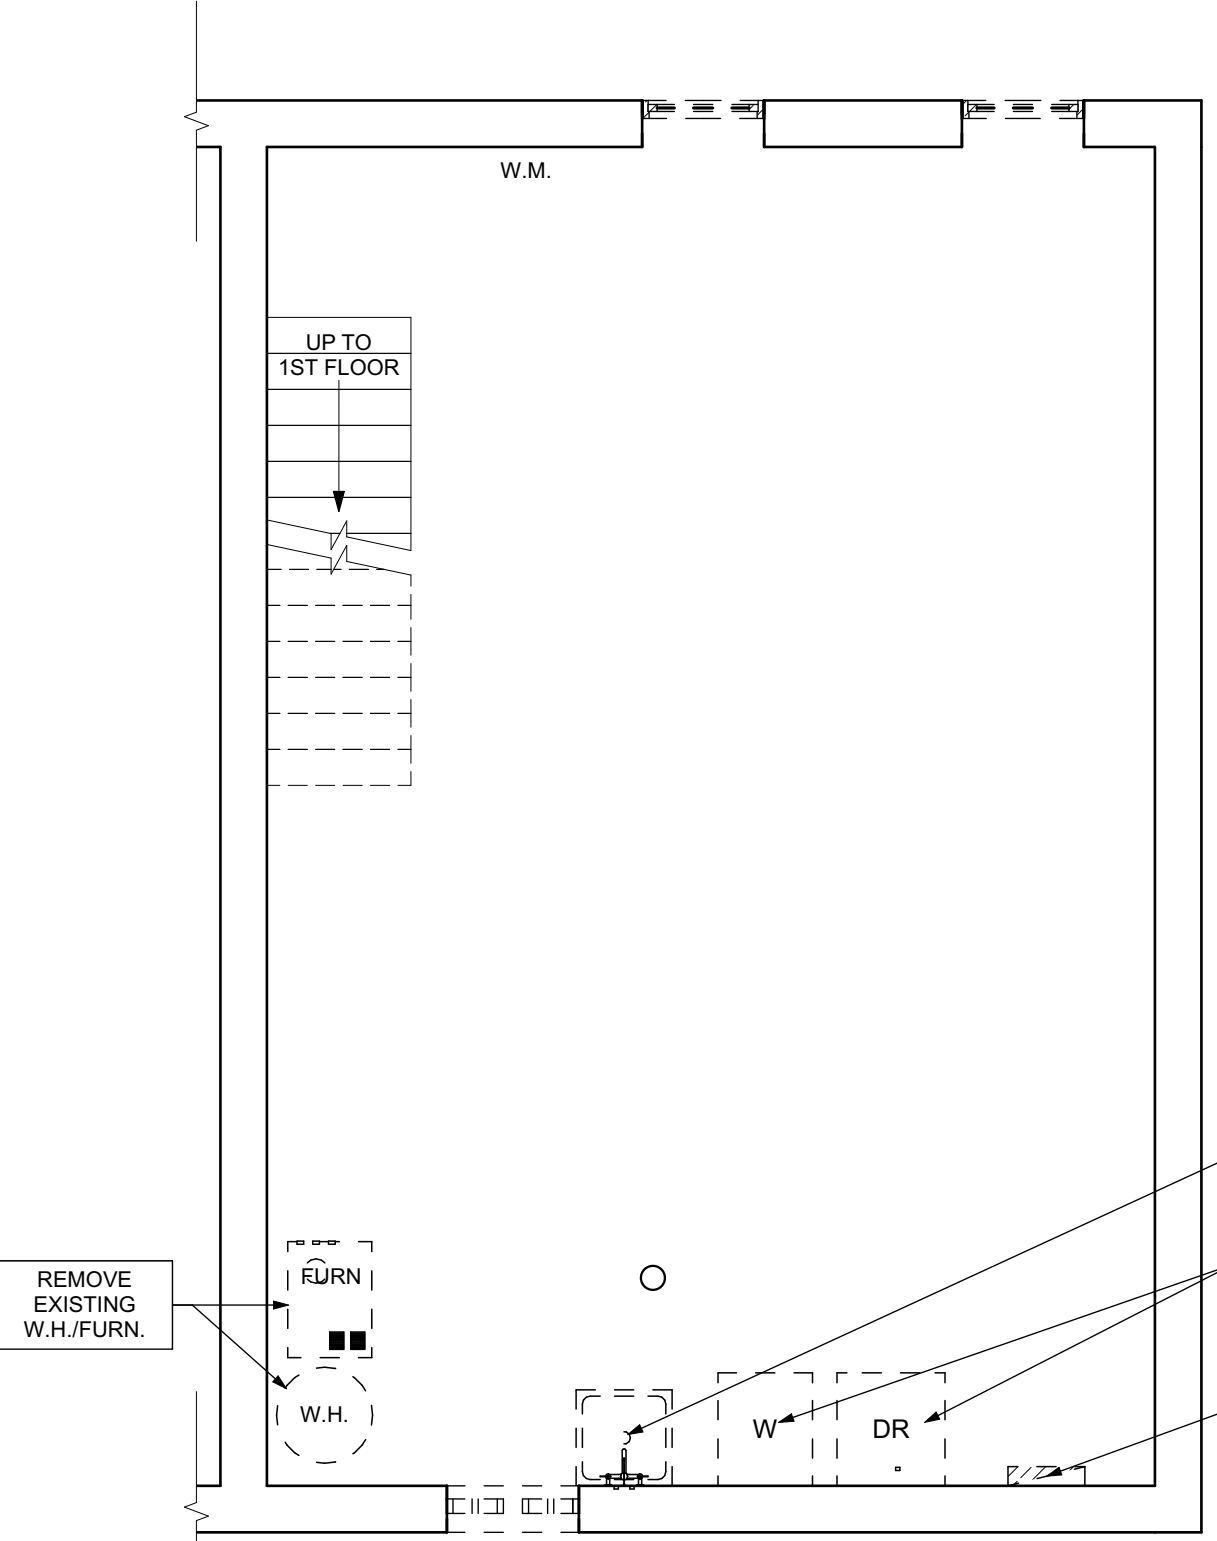 W.M.
UP TO
1ST FLOOR
FURN
REMOVE
EXISTING
W.H./FURN.
W.H.
W
DR